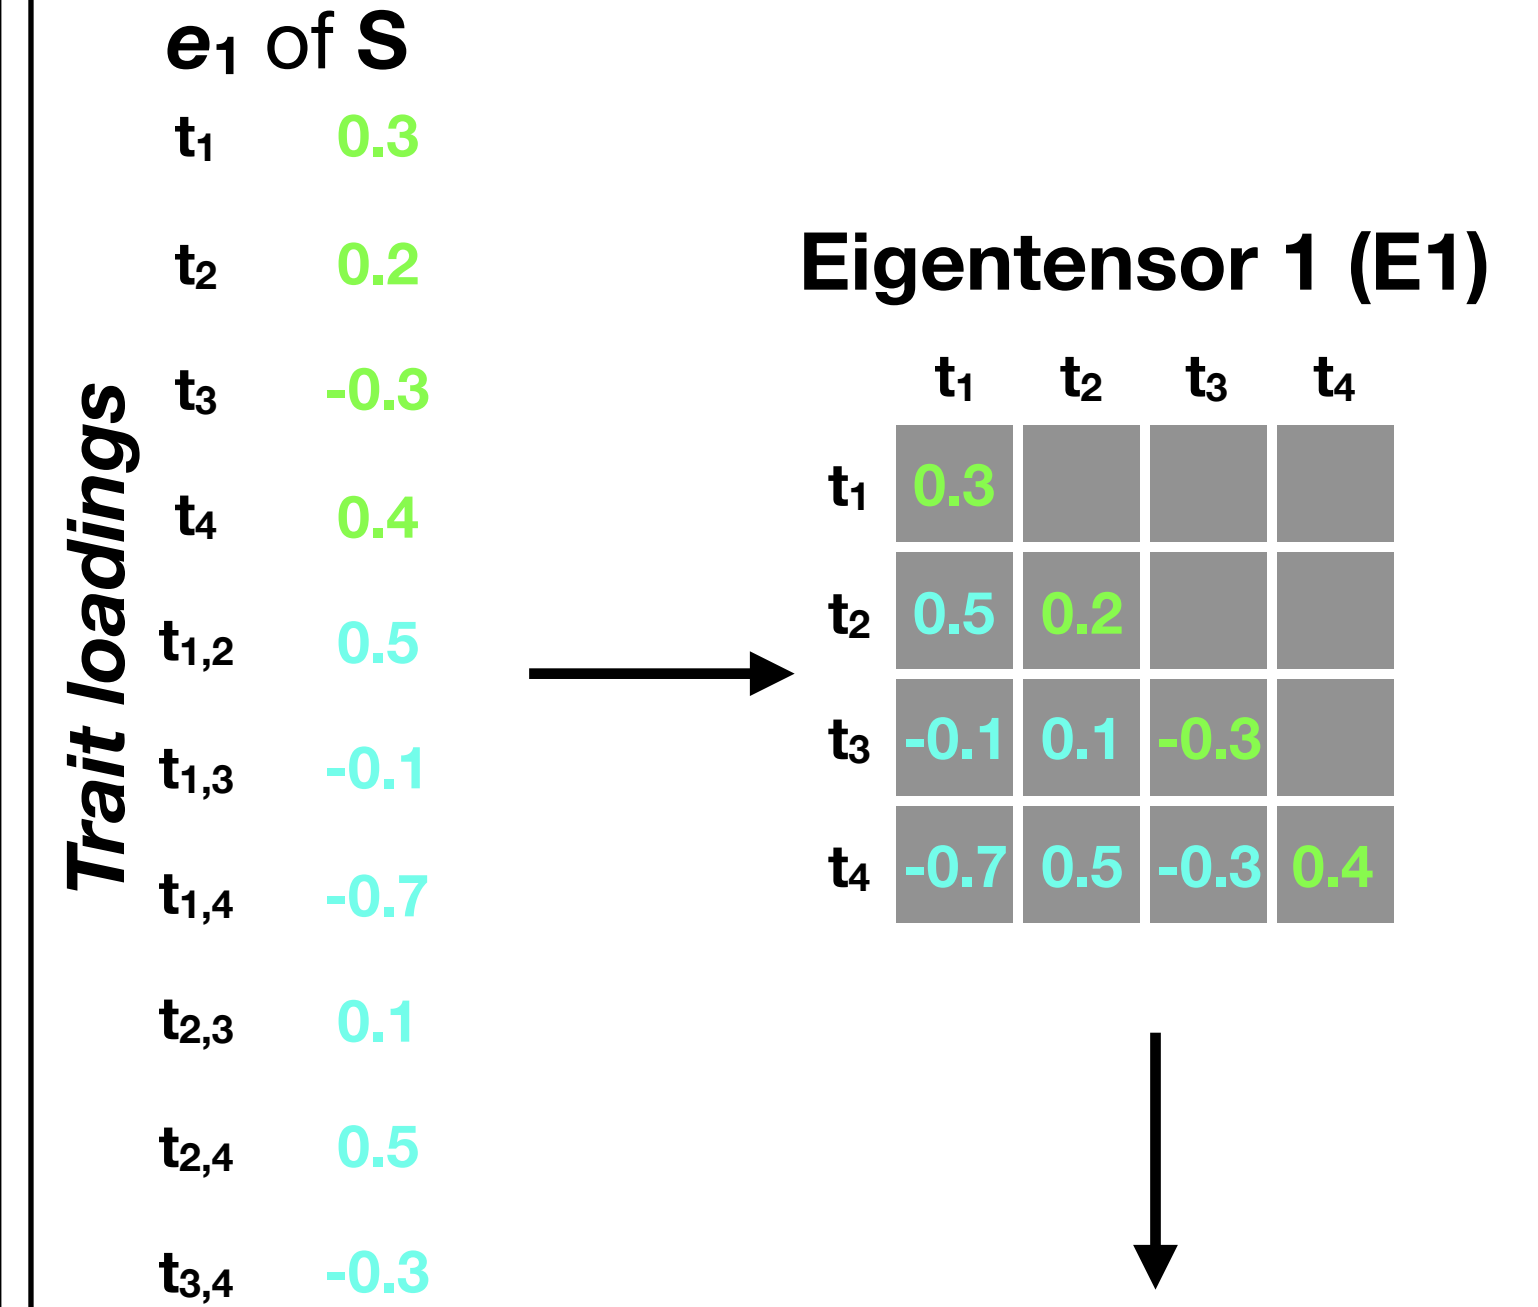 e1 of S
Trait loadings
t1 0.3
t2 0.2
t3 -0.3
t4 0.4
t1,2 0.5
t1,3 -0.1
t1,4 -0.7
t2,3 0.1
t2,4 0.5
t3,4 -0.3
Eigentensor 1 (E1)
t1 t2 t3 t4
t1 0.3
t2 0.5 0.2
t3 -0.1 0.1 -0.3
t4 -0.7 0.5 -0.3 0.4